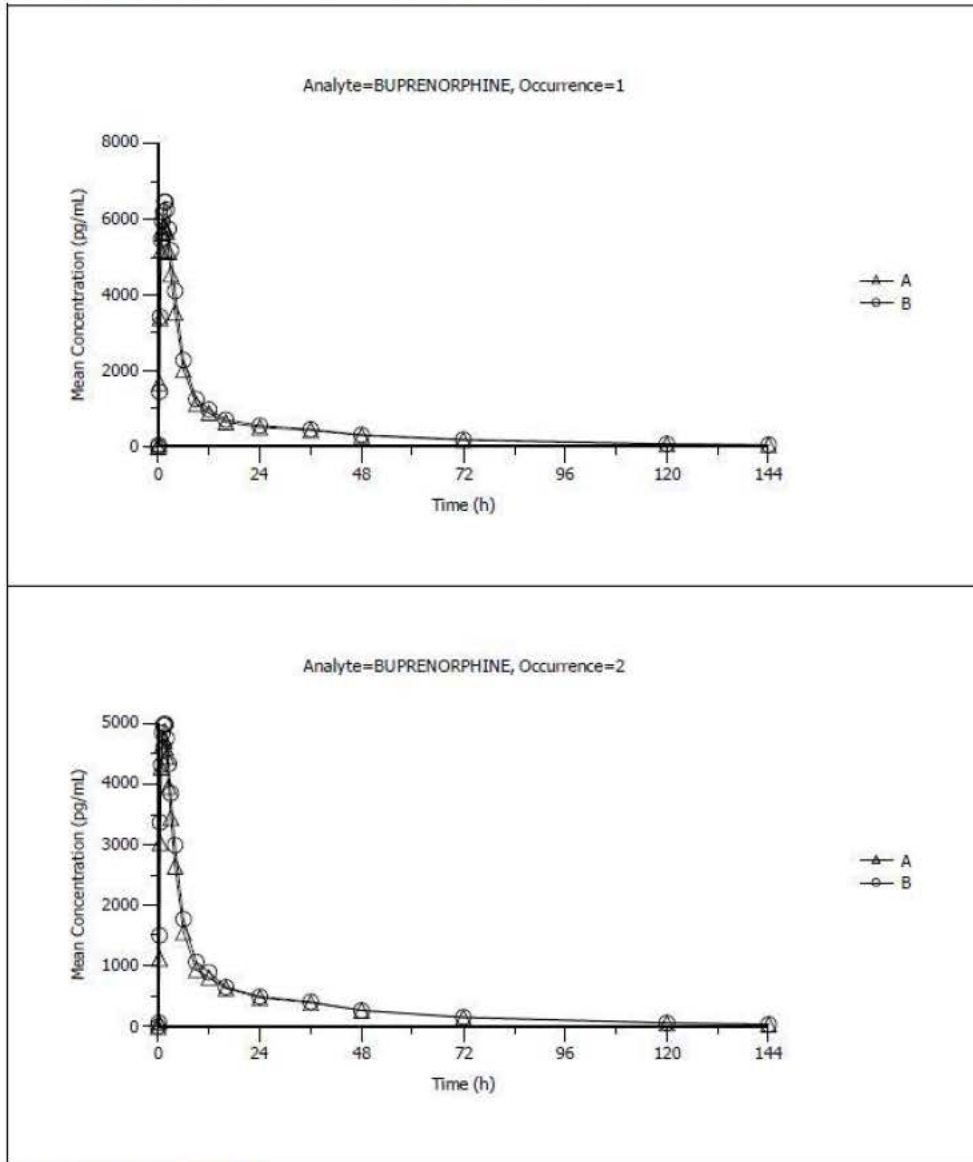 Analyte=BUPRENORPHINE, Occurrence=1
8000
6000
4000
2000
0
Mean Concentration (pg/mL)
0 24 48 72 96 120 144
Time (h)
A
B
Analyte=BUPRENORPHINE, Occurrence=2
5000
4000
3000
2000
1000
0
Mean Concentration (pg/mL)
0 24 48 72 96 120 144
Time (h)
A
B